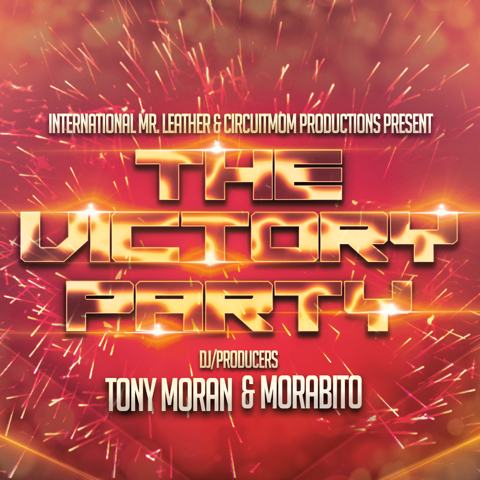 INTERNATIONAL MR. LEATHER & CIRCUITMOM PRODUCTIONS PRESENT
THE
VICTORY
PARTY
DJ/PRODUCERS
TONY MORAN & MORABITO